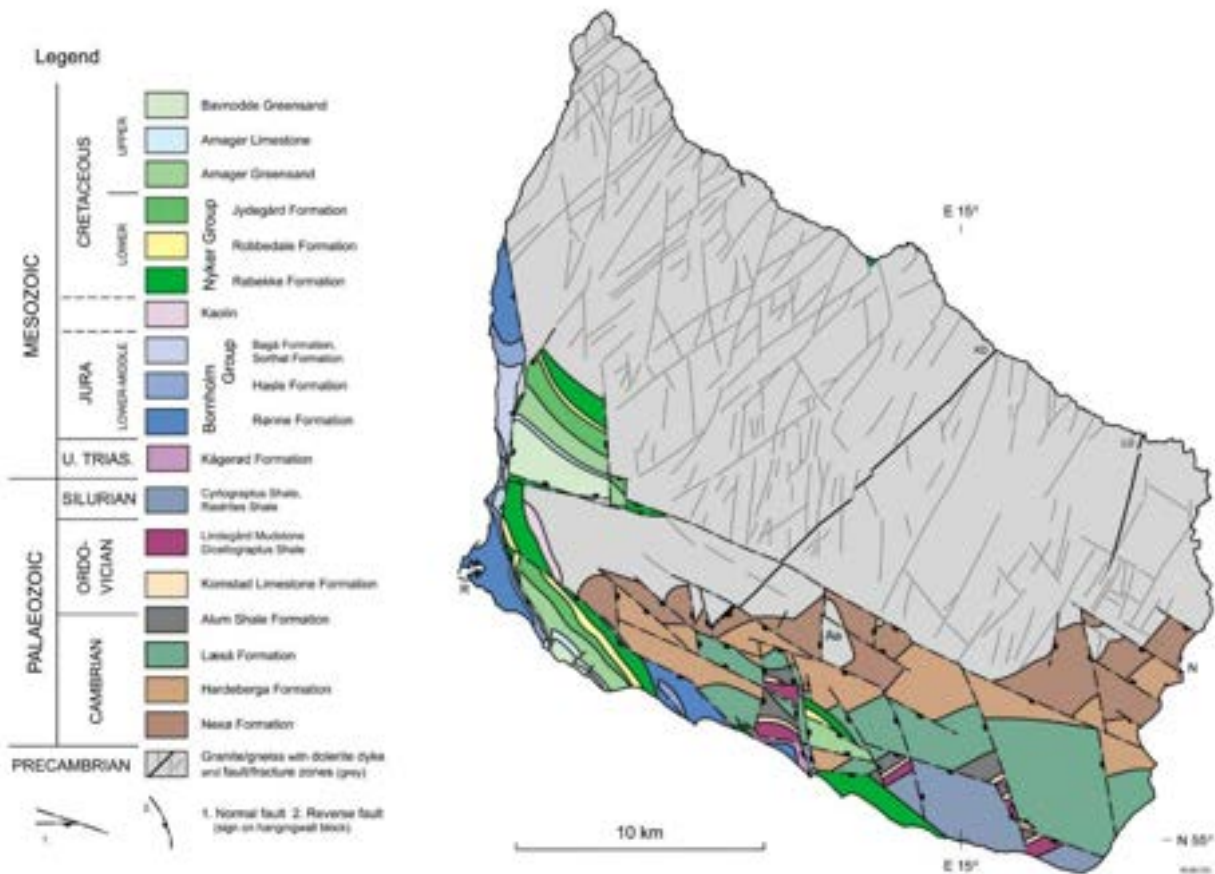 Legend
MESOZOIC
CRETACEOUS
UPPER
Bavnodde Greensand
Arnager Limestone
Arnager Greensand
LOWER
Nyker Group
Jydegård Formation
Robbedale Formation
Rabekke Formation
Kaolin
JURA
LOWER-MIDDLE
Bornholm Group
Bagå Formation,
Sorthat Formation
Hasle Formation
Rønne Formation
U. TRIAS.
Kågerød Formation
PALAEOZOIC
SILURIAN
Cyrtograptus Shale,
Rastrites Shale
ORDO-
VICIAN
Lindegård Mudstone
Dicellograptus Shale
Komstad Limestone Formation
Alum Shale Formation
CAMBRIAN
Læså Formation
Hardeberga Formation
Nexø Formation
PRECAMBRIAN
Granite/gneiss with dolerite dyke
and fault/fracture zones (grey)
1
2
1. Normal fault 2. Reverse fault
(sign on hangingwall block)
E 15°
R
N
10 km
N 55°
E 15°